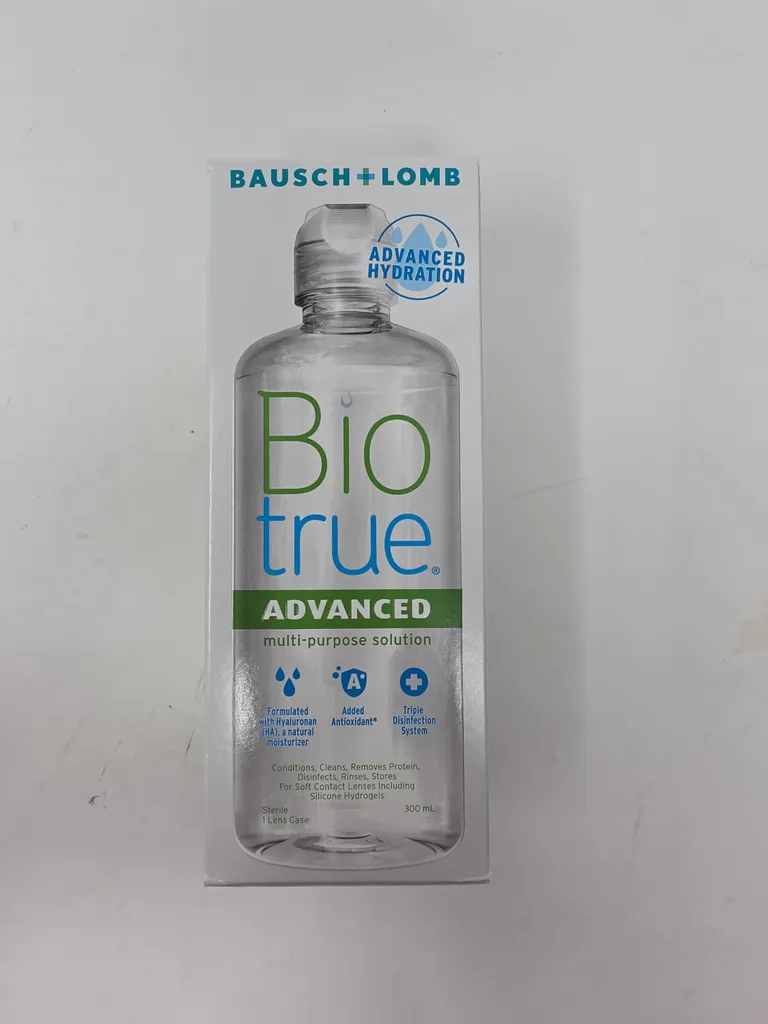 BAUSCH + LOMB
ADVANCED
HYDRATION
Bio
true®
ADVANCED
multi-purpose solution
Formulated
with Hyaluronan
(HA), a natural
moisturizer
A
Added
Antioxidant*
Triple
Disinfection
System
Conditions, Cleans, Removes Protein,
Disinfects, Rinses, Stores
For Soft Contact Lenses Including
Silicone Hydrogels
Sterile
1 Lens Case
300 mL